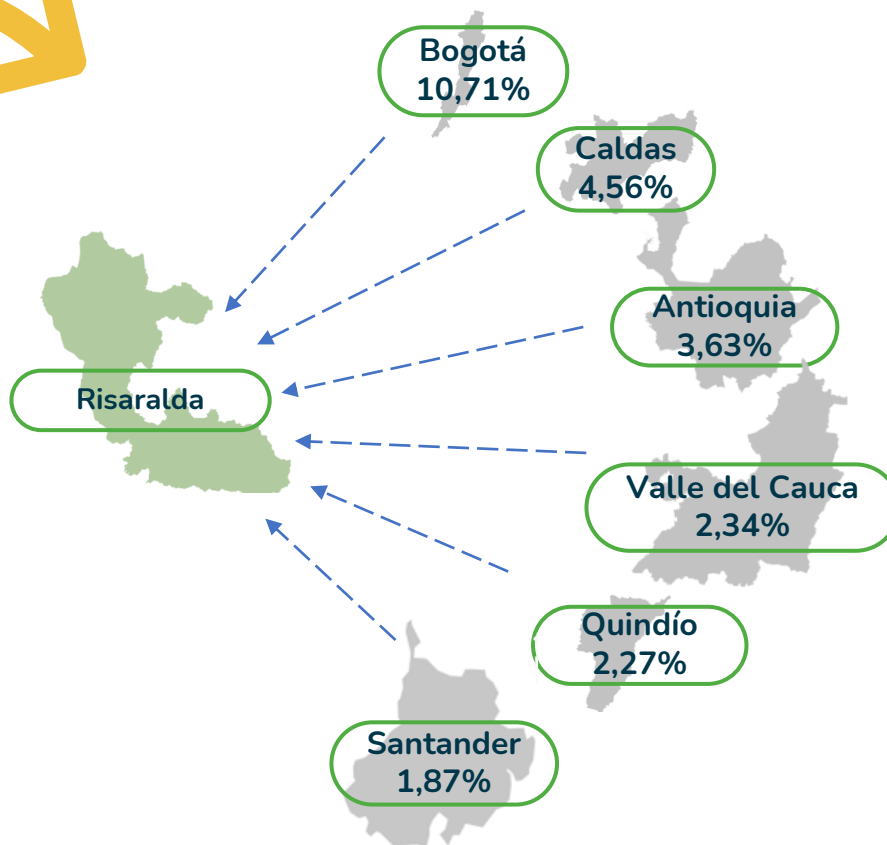 Bogotá
10,71%
Caldas
4,56%
Antioquia
3,63%
Risaralda
Valle del Cauca
2,34%
Quindío
2,27%
Santander
1,87%